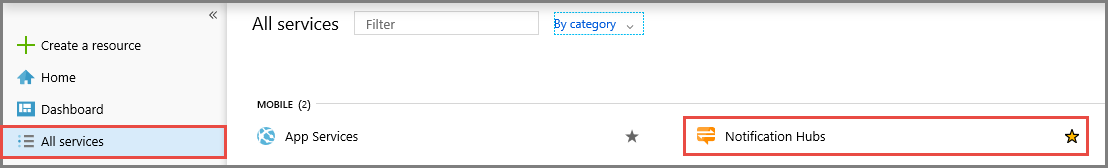 All services
Filter
By category
Create a resource
Home
Dashboard
All services
MOBILE (2)
App Services
Notification Hubs